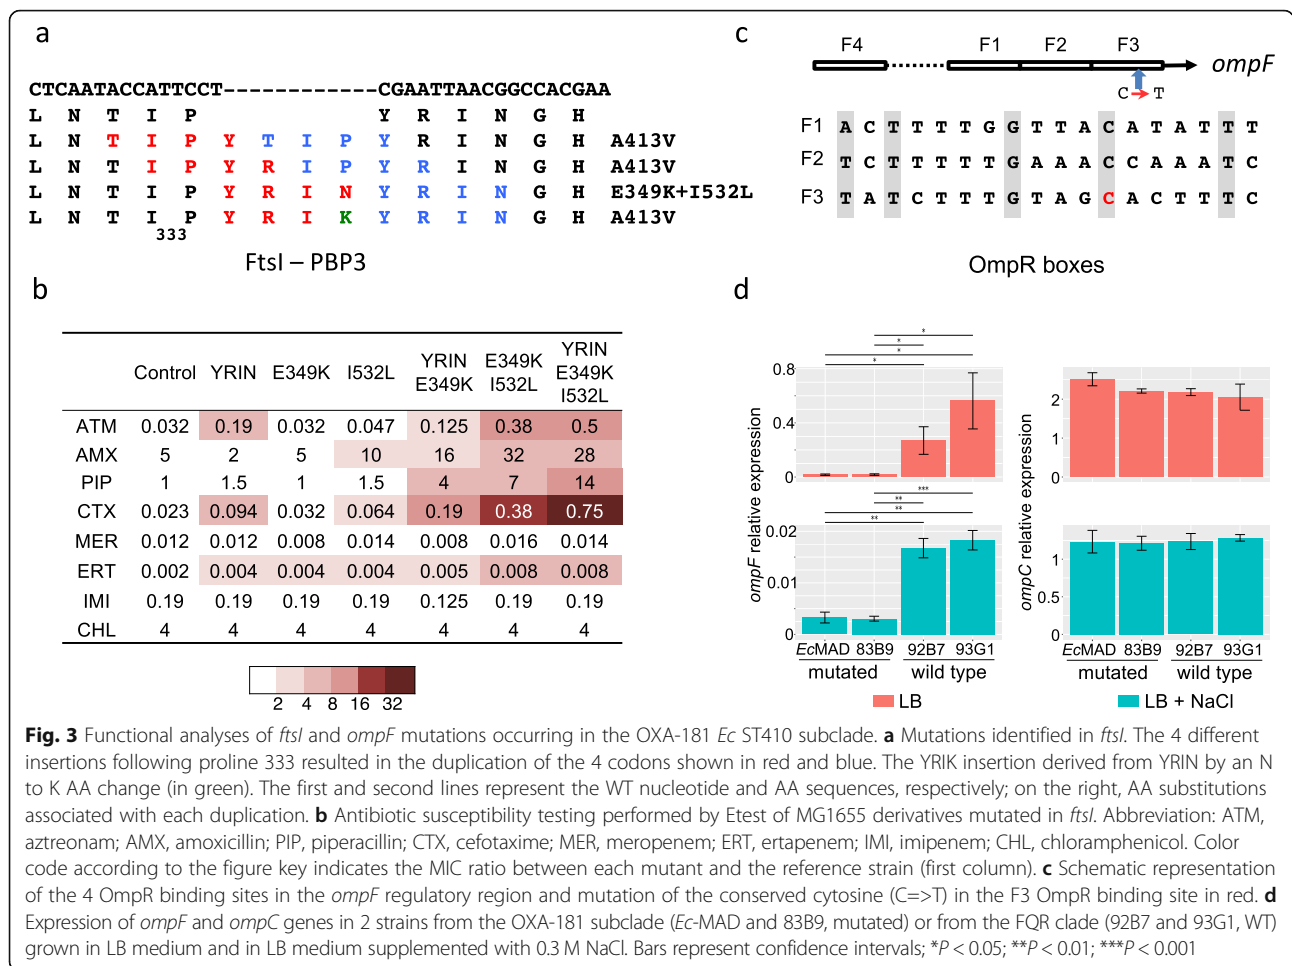 a
CTCAATACCATTCCT------------CGAATTAACGGCCACGAA
L N T I P Y R I N G H
L N T I P Y T I P Y R I N G H A413V
L N T I P Y R I P Y R I N G H A413V
L N T I P Y R I N Y R I N G H E349K+I532L
L N T I P Y R I K Y R I N G H A413V
333
FtsI – PBP3
b
Control YRIN E349K I532L YRIN E349K E349K I532L YRIN E349K I532L
ATM 0.032 0.19 0.032 0.047 0.125 0.38 0.5
AMX 5 2 5 10 16 32 28
PIP 1 1.5 1 1.5 4 7 14
CTX 0.023 0.094 0.032 0.064 0.19 0.38 0.75
MER 0.012 0.012 0.008 0.014 0.008 0.016 0.014
ERT 0.002 0.004 0.004 0.004 0.005 0.008 0.008
IMI 0.19 0.19 0.19 0.19 0.125 0.19 0.19
CHL 4 4 4 4 4 4 4
2 4 8 16 32
c
F4 F1 F2 F3
ompF
C T
F1 A C T T T T G G T T A C A T A T T T
F2 T C T T T T T G A A A C C A A A T C
F3 T A T C T T T G T A G C A C T T T C
OmpR boxes
d
* * * *
0.8
0.4
0
*** ** ** **
0.02
0.01
0
ompF relative expression
EcMAD 83B9 92B7 93G1
mutated wild type
LB
2
1
0
1
0.5
0
ompC relative expression
EcMAD 83B9 92B7 93G1
mutated wild type
LB + NaCl
Fig. 3 Functional analyses of ftsI and ompF mutations occurring in the OXA-181 Ec ST410 subclade. a Mutations identified in ftsI. The 4 different
insertions following proline 333 resulted in the duplication of the 4 codons shown in red and blue. The YRIK insertion derived from YRIN by an N
to K AA change (in green). The first and second lines represent the WT nucleotide and AA sequences, respectively; on the right, AA substitutions
associated with each duplication. b Antibiotic susceptibility testing performed by Etest of MG1655 derivatives mutated in ftsI. Abbreviation: ATM,
aztreonam; AMX, amoxicillin; PIP, piperacillin; CTX, cefotaxime; MER, meropenem; ERT, ertapenem; IMI, imipenem; CHL, chloramphenicol. Color
code according to the figure key indicates the MIC ratio between each mutant and the reference strain (first column). c Schematic representation
of the 4 OmpR binding sites in the ompF regulatory region and mutation of the conserved cytosine (C=>T) in the F3 OmpR binding site in red. d
Expression of ompF and ompC genes in 2 strains from the OXA-181 subclade (Ec-MAD and 83B9, mutated) or from the FQR clade (92B7 and 93G1, WT)
grown in LB medium and in LB medium supplemented with 0.3 M NaCl. Bars represent confidence intervals; *P < 0.05; **P < 0.01; ***P < 0.001